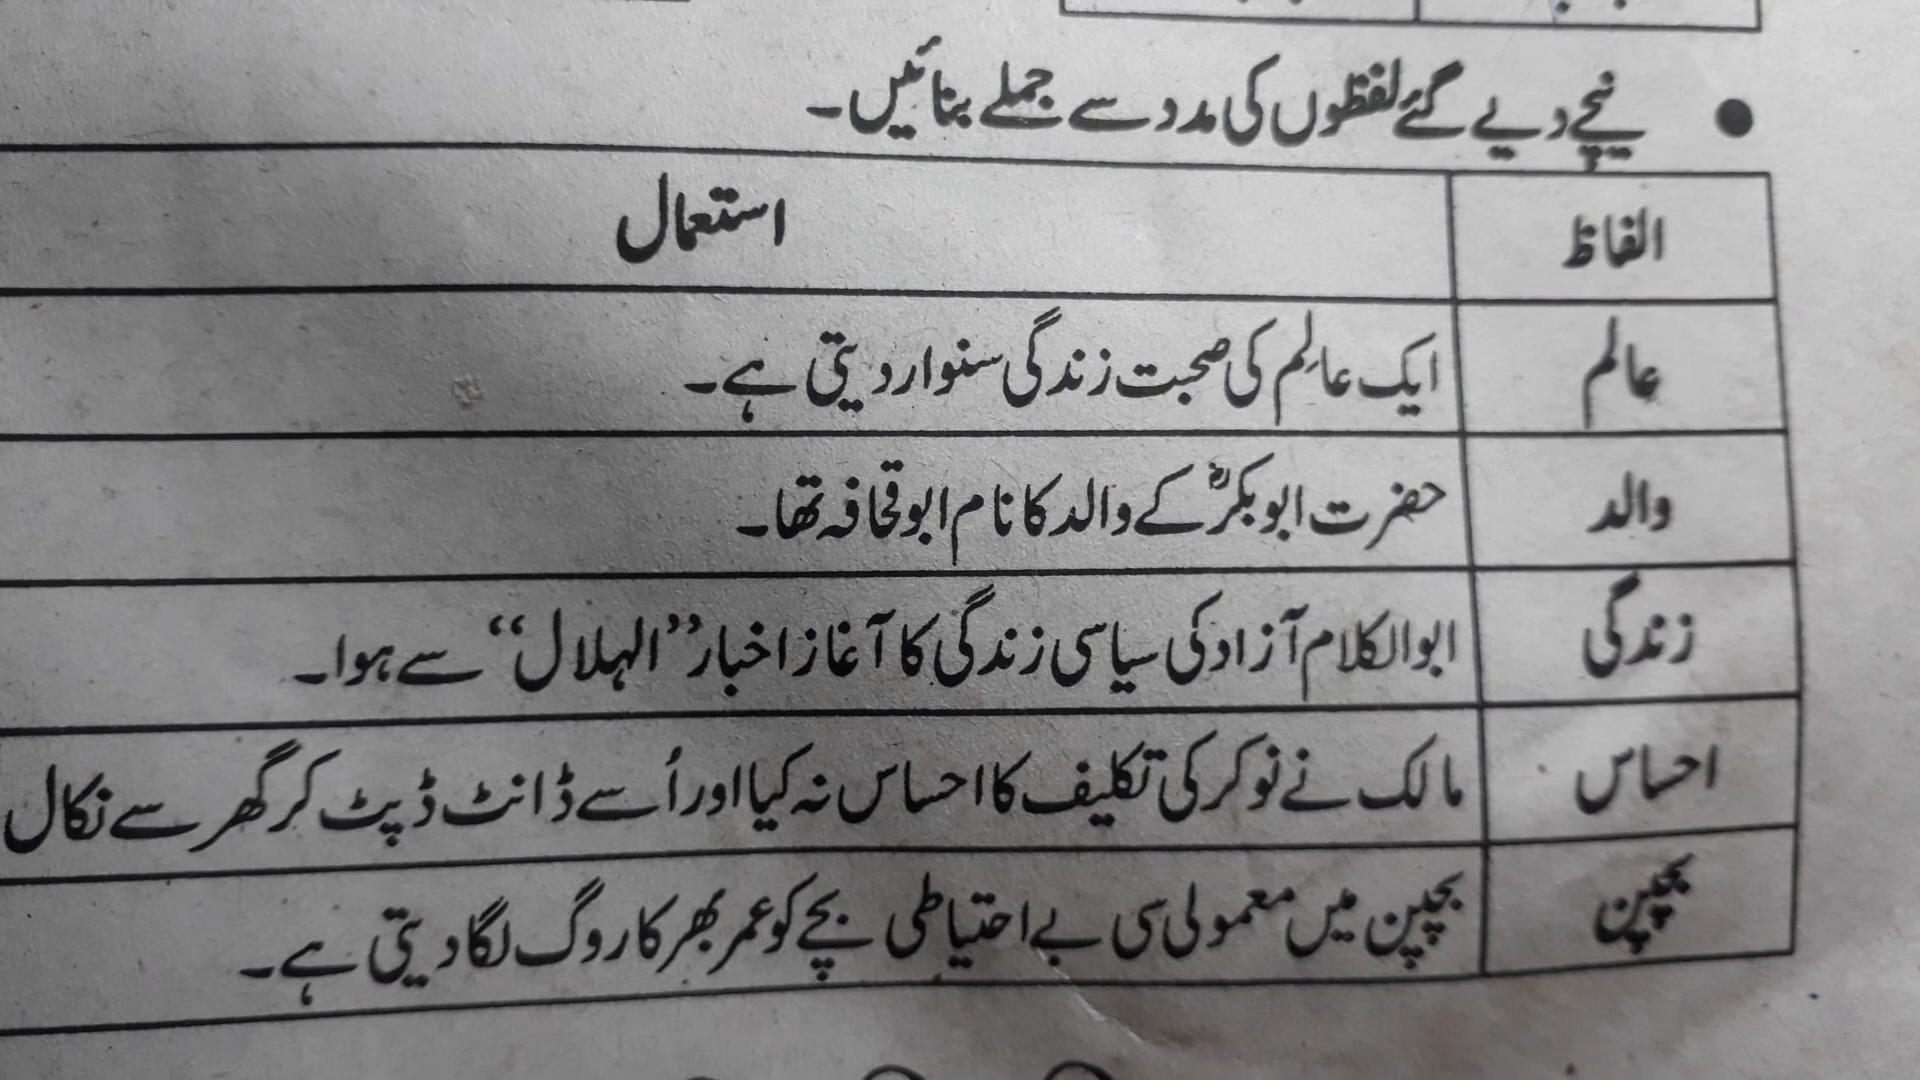 ● نیچے دیے گئے لفظوں کی مدد سے جملے بنائیں۔
الفاظ استعمال
عالم ایک عالِم کی صحبت زندگی سنوار دیتی ہے۔
والد حضرت ابوبکرؓ کے والد کا نام ابوقحافہ تھا۔
زندگی ابوالکلام آزاد کی سیاسی زندگی کا آغاز اخبار ”الہلال“ سے ہوا۔
احساس مالک نے نوکر کی تکلیف کا احساس نہ کیا اور اُسے ڈانٹ ڈپٹ کر گھر سے نکال
بچپن بچپن میں معمولی سی بے احتیاطی بچے کو عمر بھر کا روگ لگا دیتی ہے۔